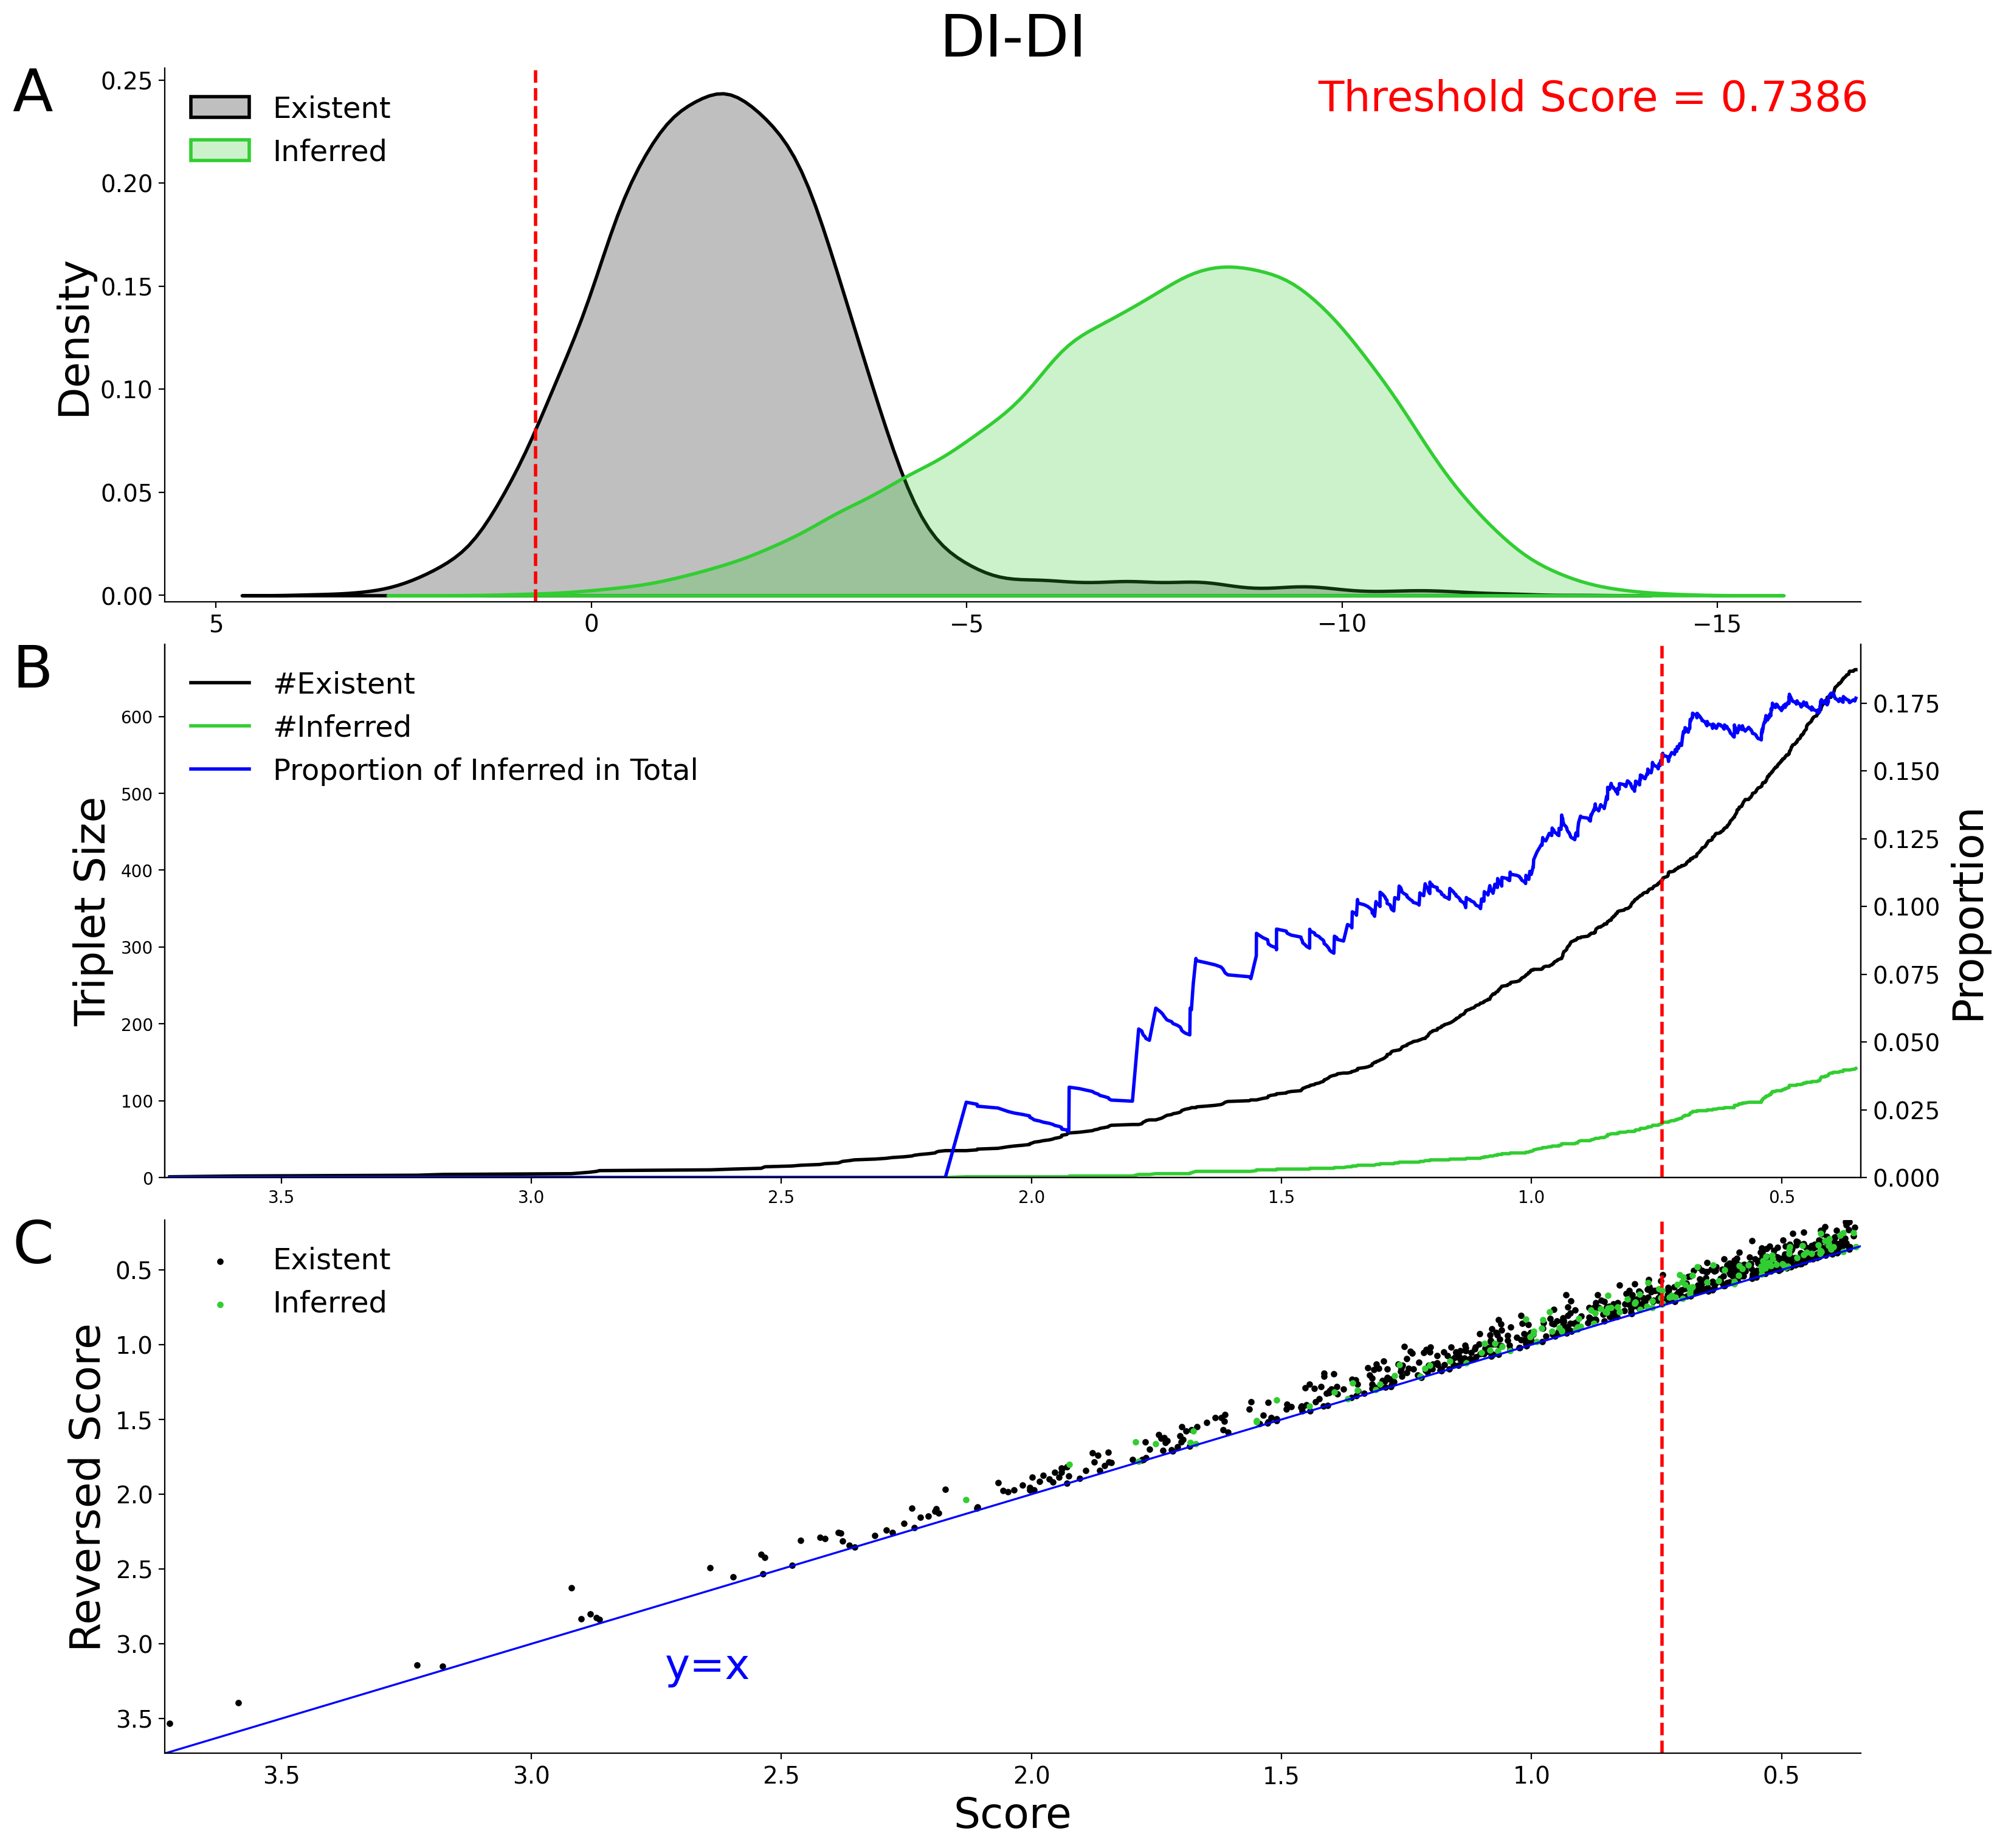 DI-DI
A
Threshold Score = 0.7386
Existent
Inferred
Density
0.25
0.20
0.15
0.10
0.05
0.00
5
0
−5
−10
−15
B
#Existent
#Inferred
Proportion of Inferred in Total
Triplet Size
600
500
400
300
200
100
0
Proportion
0.175
0.150
0.125
0.100
0.075
0.050
0.025
0.000
3.5
3.0
2.5
2.0
1.5
1.0
0.5
C
Existent
Inferred
Reversed Score
0.5
1.0
1.5
2.0
2.5
3.0
3.5
y=x
3.5
3.0
2.5
2.0
1.5
1.0
0.5
Score